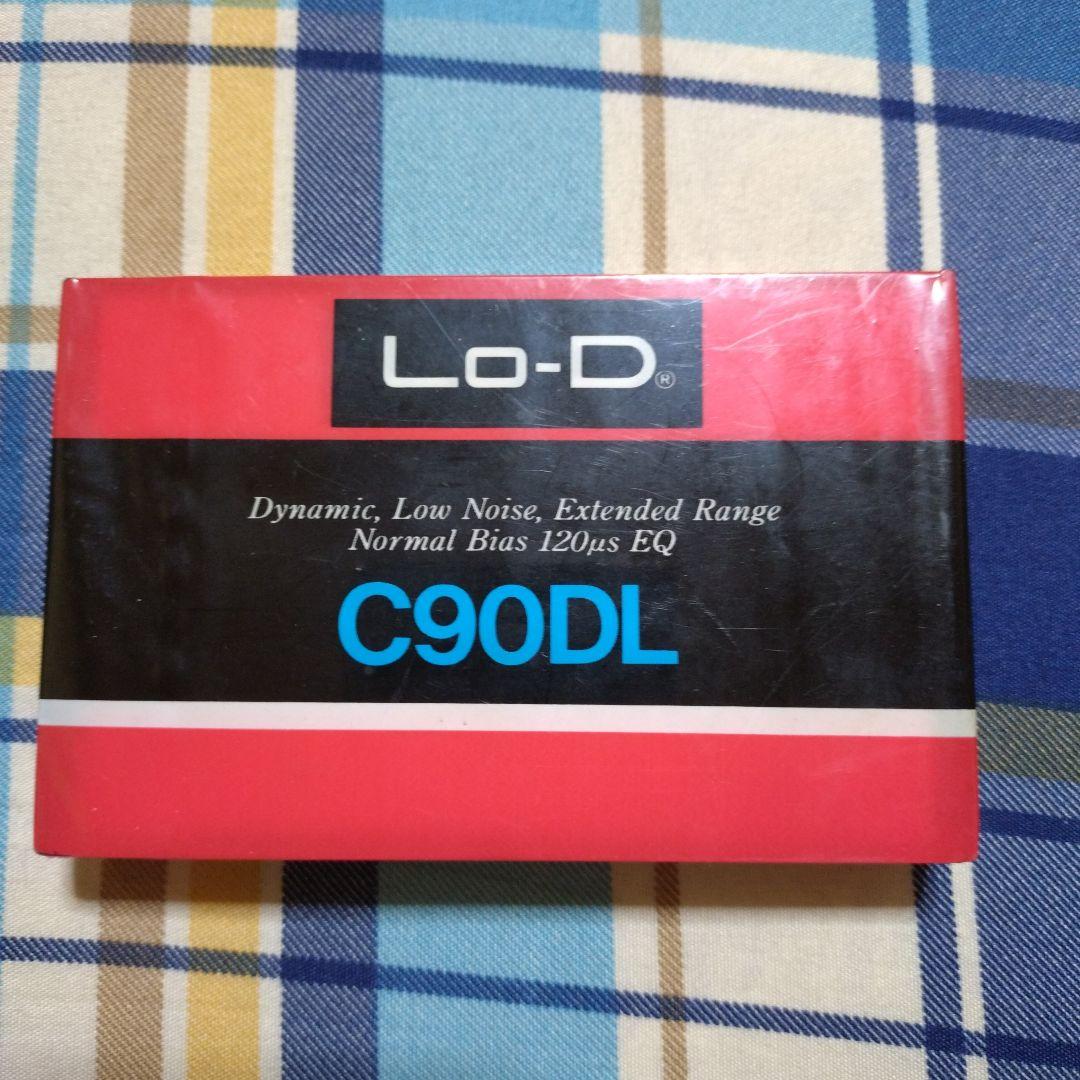 Lo-D®
Dynamic, Low Noise, Extended Range
Normal Bias 120μs EQ
C90DL